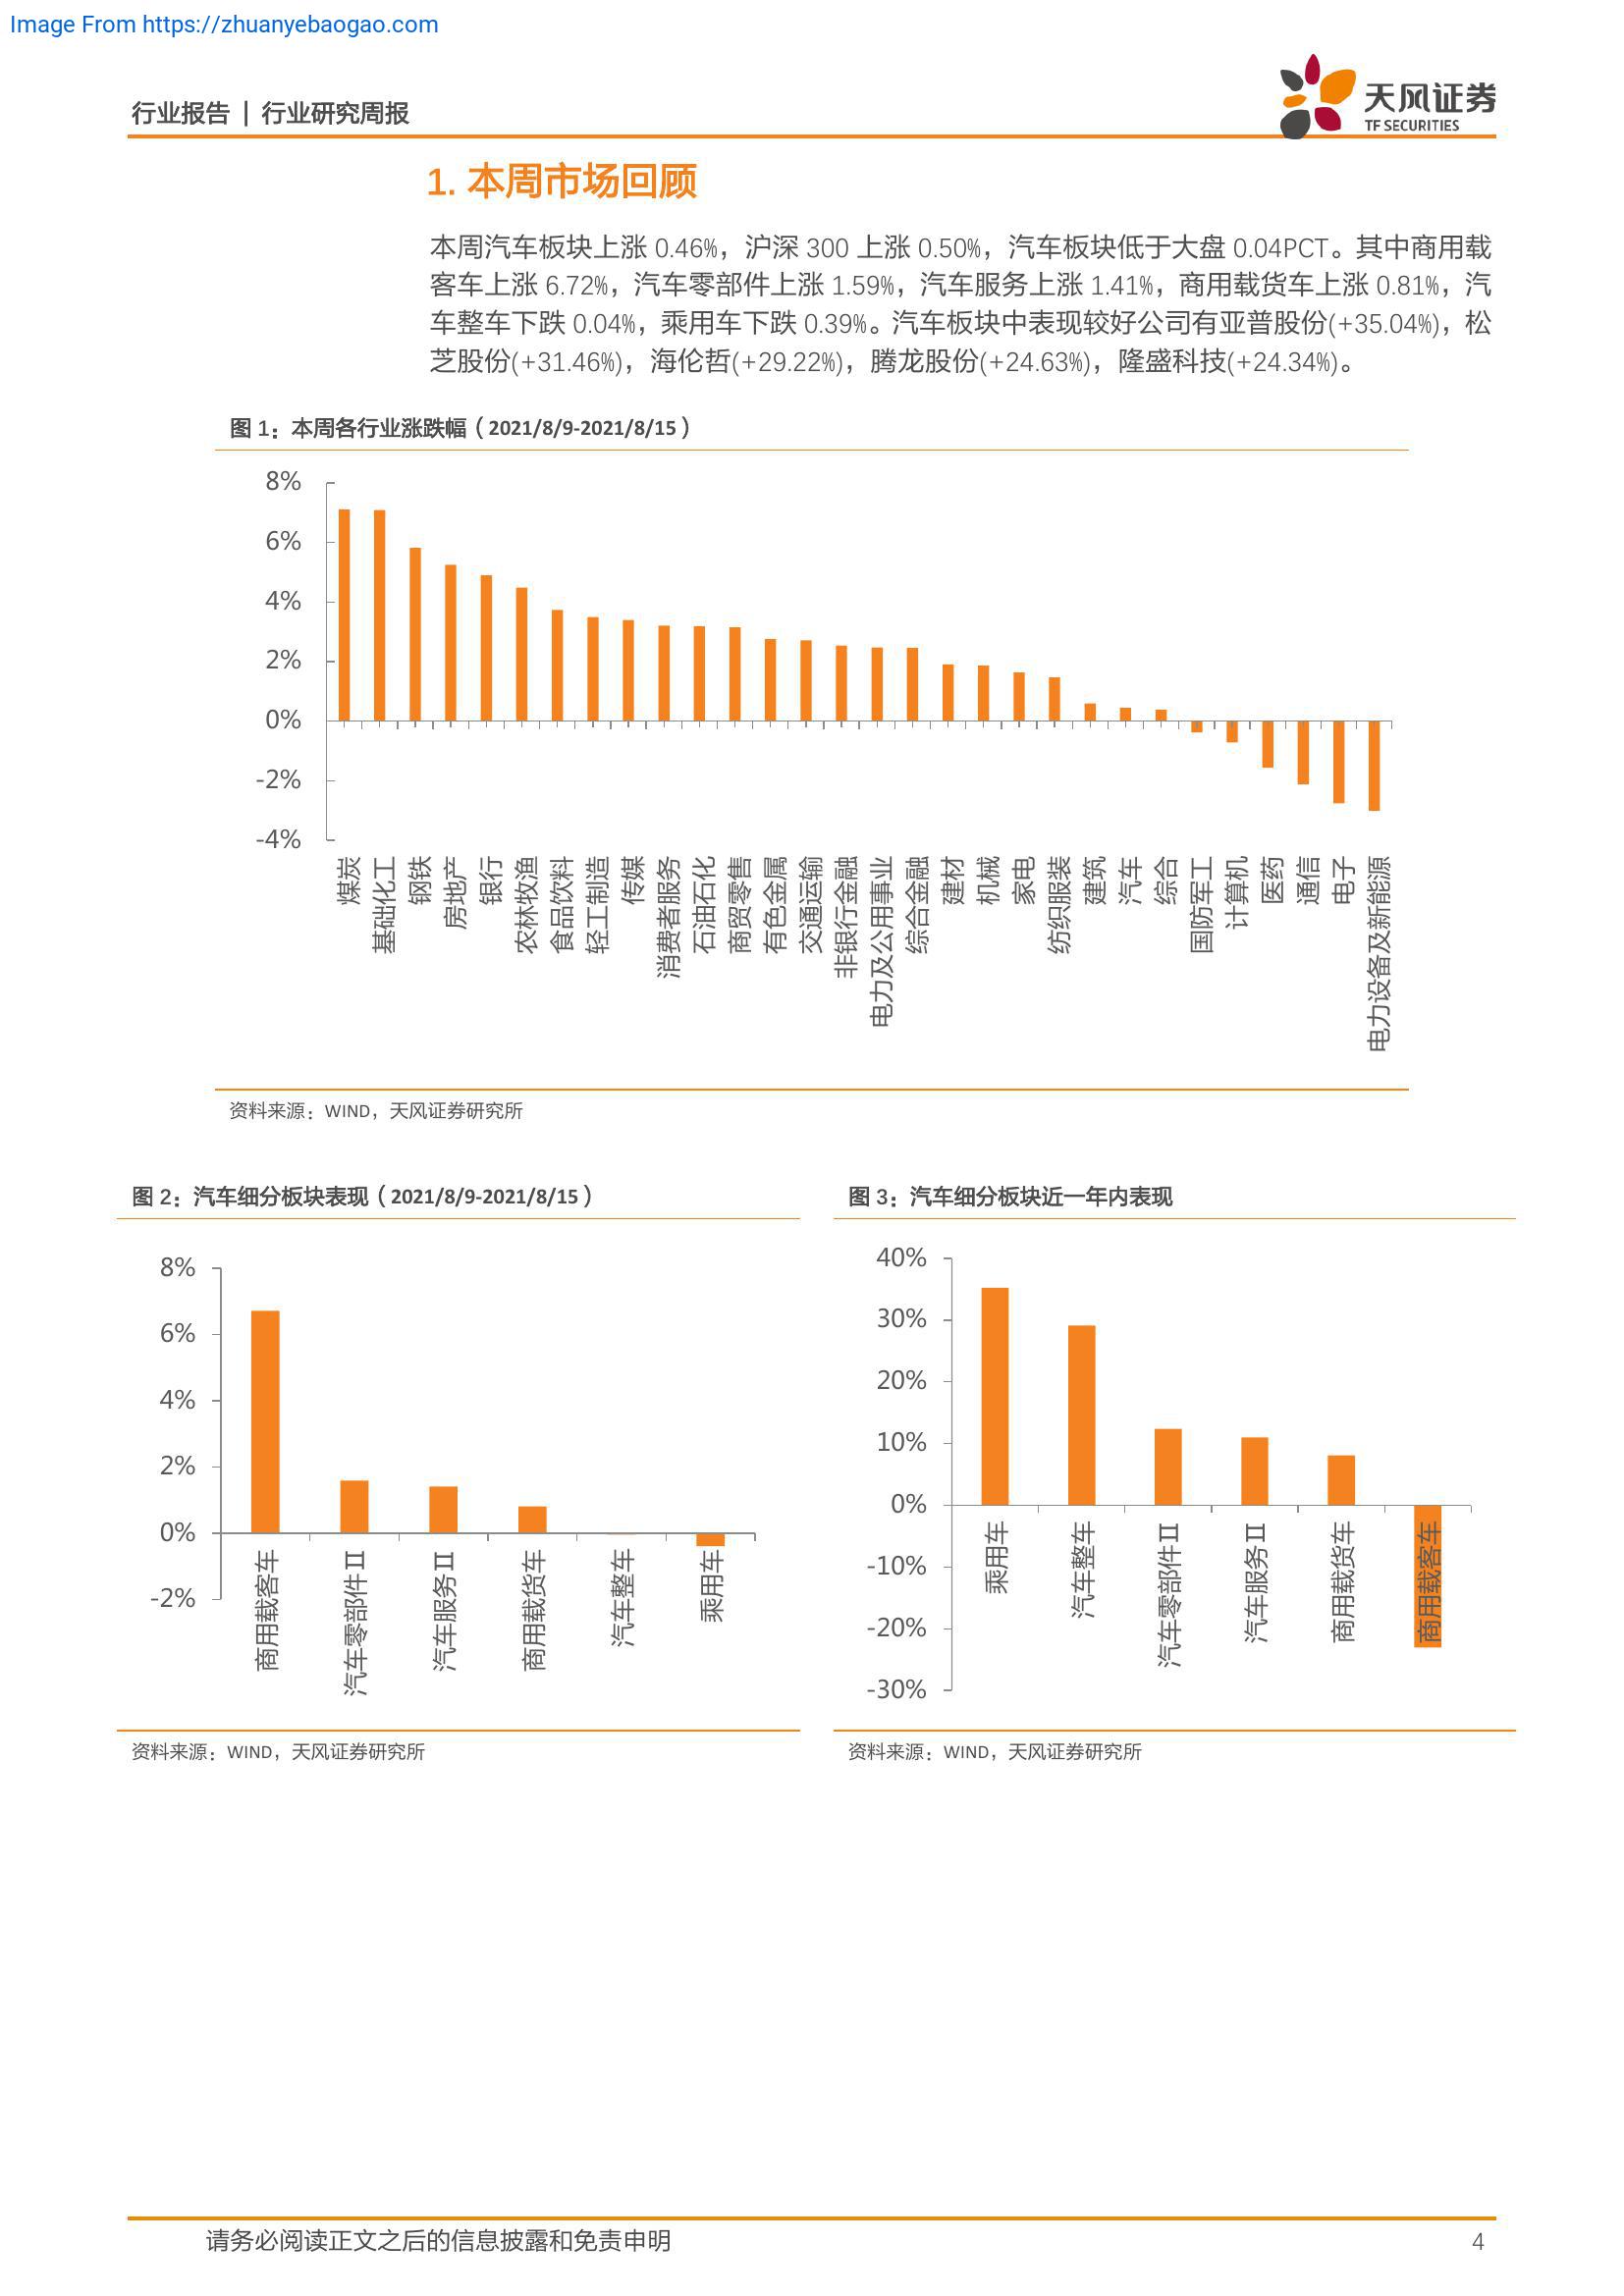 Image From https://zhuanyebaogao.com
行业报告 | 行业研究周报
天风证券
TF SECURITIES
1. 本周市场回顾
本周汽车板块上涨 0.46%，沪深 300 上涨 0.50%，汽车板块低于大盘 0.04PCT。其中商用载
客车上涨 6.72%，汽车零部件上涨 1.59%，汽车服务上涨 1.41%，商用载货车上涨 0.81%，汽
车整车下跌 0.04%，乘用车下跌 0.39%。汽车板块中表现较好公司有亚普股份(+35.04%)，松
芝股份(+31.46%)，海伦哲(+29.22%)，腾龙股份(+24.63%)，隆盛科技(+24.34%)。
图 1：本周各行业涨跌幅（2021/8/9-2021/8/15）
8%
6%
4%
2%
0%
-2%
-4%
煤炭
基础化工
钢铁
房地产
银行
农林牧渔
食品饮料
轻工制造
传媒
消费者服务
石油石化
商贸零售
有色金属
交通运输
非银行金融
电力及公用事业
综合金融
建材
机械
家电
纺织服装
建筑
汽车
综合
国防军工
计算机
医药
通信
电子
电力设备及新能源
资料来源：WIND，天风证券研究所
图 2：汽车细分板块表现（2021/8/9-2021/8/15）
8%
6%
4%
2%
0%
-2%
商用载客车
汽车零部件Ⅱ
汽车服务Ⅱ
商用载货车
汽车整车
乘用车
资料来源：WIND，天风证券研究所
图 3：汽车细分板块近一年内表现
40%
30%
20%
10%
0%
-10%
-20%
-30%
乘用车
汽车整车
汽车零部件Ⅱ
汽车服务Ⅱ
商用载货车
商用载客车
资料来源：WIND，天风证券研究所
请务必阅读正文之后的信息披露和免责申明
4